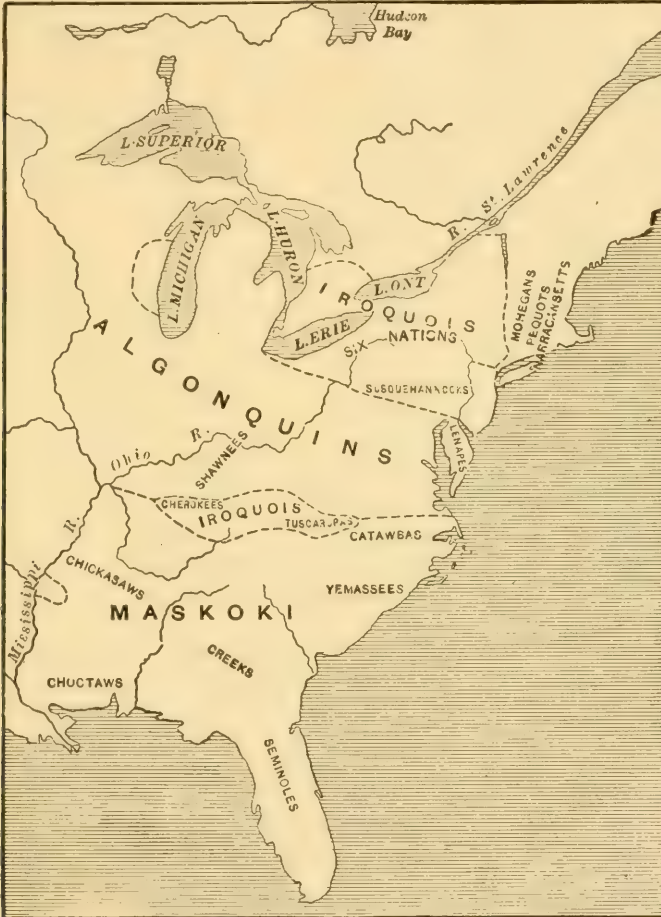 Hudson
Bay
L. SUPERIOR
L. MICHIGAN
L. HURON
R. St. Lawrence
L. ONT
L. ERIE
IROQUOIS
SIX NATIONS
MOHEGANS
PEQUOTS
NARRAGANSETTS
SUSQUEHANNOCKS
LENAPES
ALGONQUINS
Ohio R.
SHAWNEES
CHEROKEES
IROQUOIS
TUSCARORAS
CATAWBAS
Mississippi R.
CHICKASAWS
YEMASSEES
MASKOKI
CREEKS
CHUCTAWS
SEMINOLES